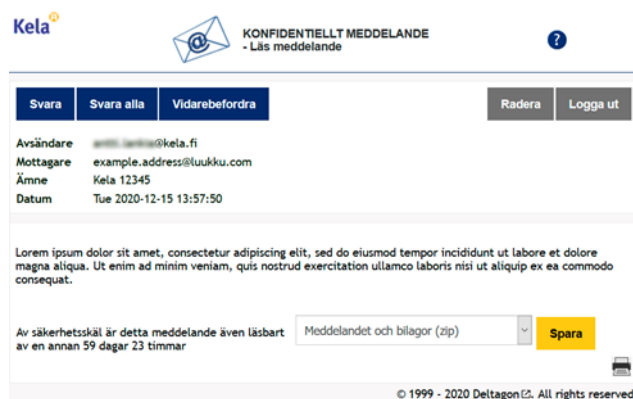 Kela
KONFIDENTIELLT MEDDELANDE
- Läs meddelande
?
Svara Svara alla Vidarebefordra Radera Logga ut
Avsändare @kela.fi
Mottagare example.address@luukku.com
Ämne Kela 12345
Datum Tue 2020-12-15 13:57:50
Lorem ipsum dolor sit amet, consectetur adipiscing elit, sed do eiusmod tempor incididunt ut labore et dolore
magna aliqua. Ut enim ad minim veniam, quis nostrud exercitation ullamco laboris nisi ut aliquip ex ea commodo
consequat.
Av säkerhetsskäl är detta meddelande även läsbart Meddelandet och bilagor (zip) Spara
av en annan 59 dagar 23 timmar
© 1999 - 2020 Deltagon. All rights reserved